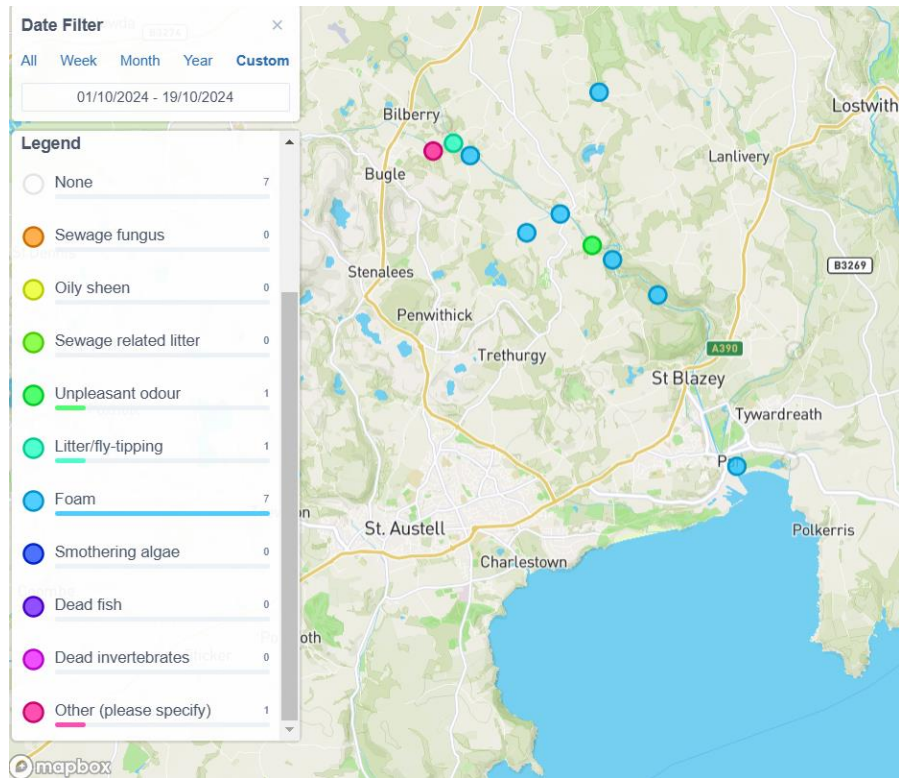 Date Filter ×
All Week Month Year Custom
01/10/2024 - 19/10/2024
Legend
None 7
Sewage fungus 0
Oily sheen 0
Sewage related litter 0
Unpleasant odour 1
Litter/fly-tipping 1
Foam 7
Smothering algae 0
Dead fish 0
Dead invertebrates 0
Other (please specify) 1
mapbox
Bilberry
Lostwith
Lanlivery
Bugle
B3269
Stenalees
Penwithick
Trethurgy
A390
St Blazey
Tywardreath
St. Austell
Polkerris
Charlestown
oth